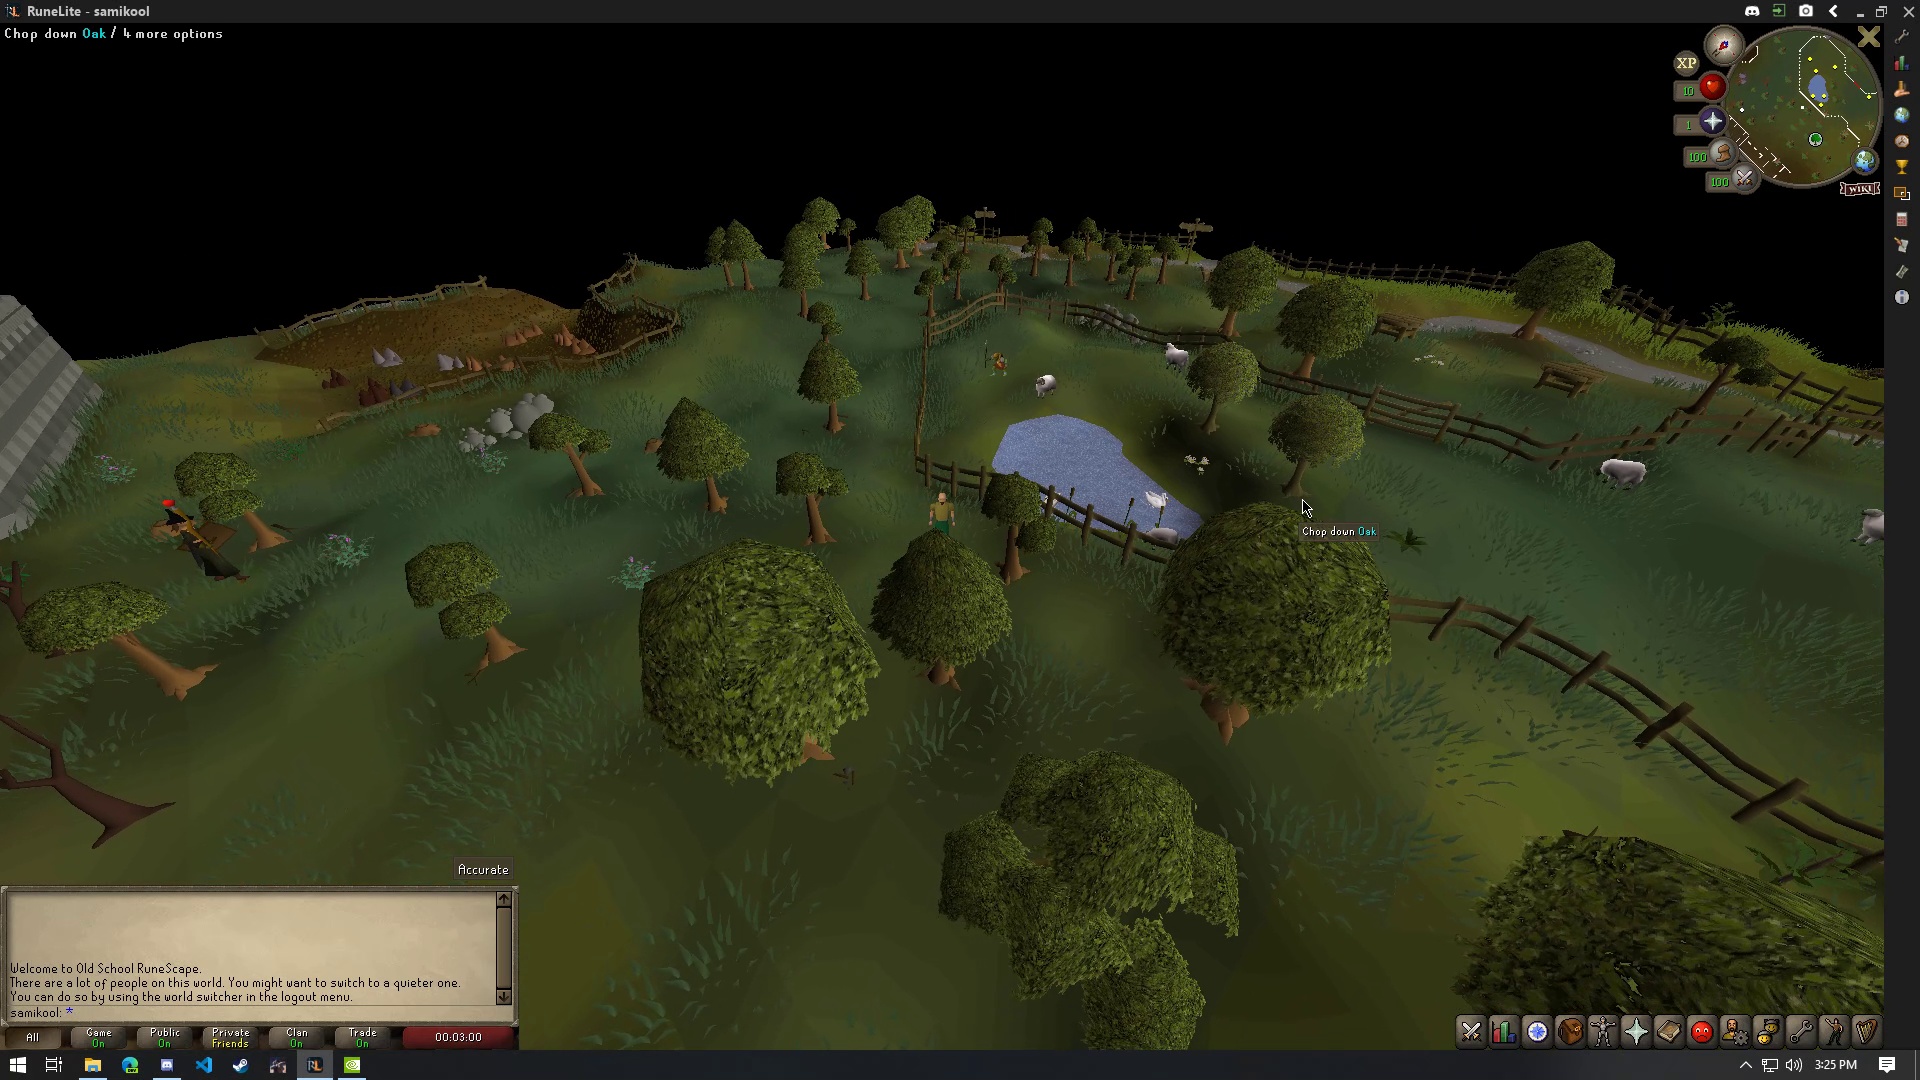 RuneLite - samikool
Chop down Oak / 4 more options
XP
10
1
100
100
WIKI
Chop down Oak
Accurate
Welcome to Old School RuneScape.
There are a lot of people on this world. You might want to switch to a quieter one.
You can do so by using the world switcher in the logout menu.
samikool: *
All
Game
On
Public
On
Private
Friends
Clan
On
Trade
On
00:03:00
3:25 PM